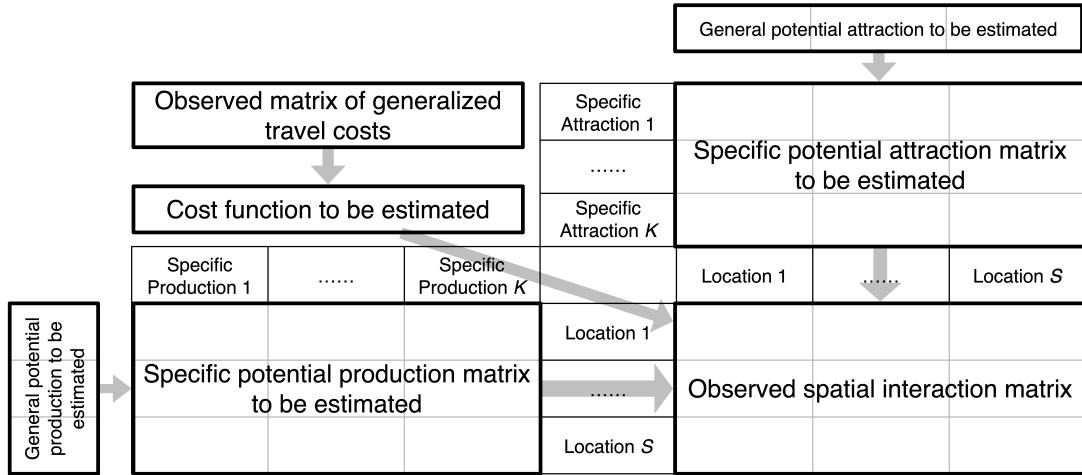 General potential attraction to be estimated
Observed matrix of generalized
travel costs
Specific
Attraction 1
......
Specific
Attraction K
Specific potential attraction matrix
to be estimated
Cost function to be estimated
Specific
Production 1
......
Specific
Production K
Location 1
......
Location S
General potential
production to be
estimated
Specific potential production matrix
to be estimated
Location 1
......
Location S
Observed spatial interaction matrix